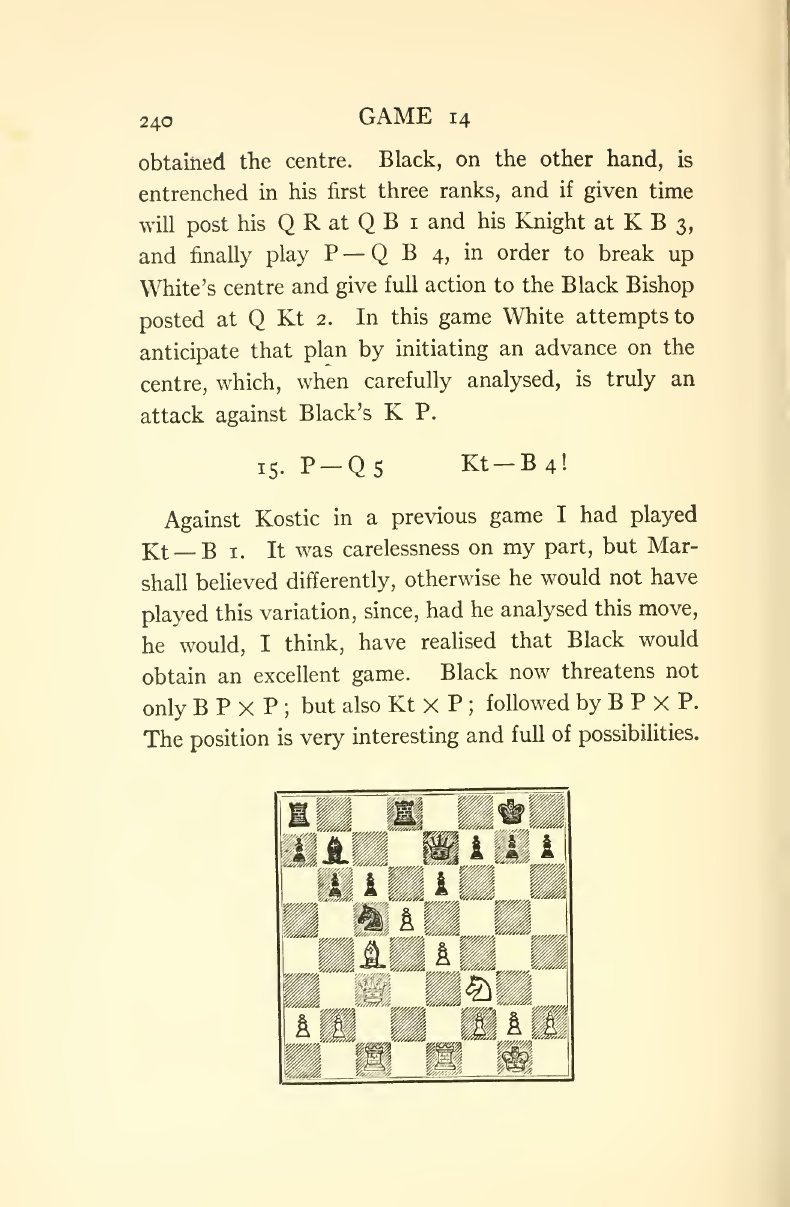 240
GAME 14
obtained the centre. Black, on the other hand, is
entrenched in his first three ranks, and if given time
will post his Q R at Q B 1 and his Knight at K B 3,
and finally play P — Q B 4, in order to break up
White's centre and give full action to the Black Bishop
posted at Q Kt 2. In this game White attempts to
anticipate that plan by initiating an advance on the
centre, which, when carefully analysed, is truly an
attack against Black's K P.
15. P — Q 5 Kt — B 4 !
Against Kostic in a previous game I had played
Kt — B 1. It was carelessness on my part, but Mar-
shall believed differently, otherwise he would not have
played this variation, since, had he analysed this move,
he would, I think, have realised that Black would
obtain an excellent game. Black now threatens not
only B P × P ; but also Kt × P ; followed by B P × P.
The position is very interesting and full of possibilities.